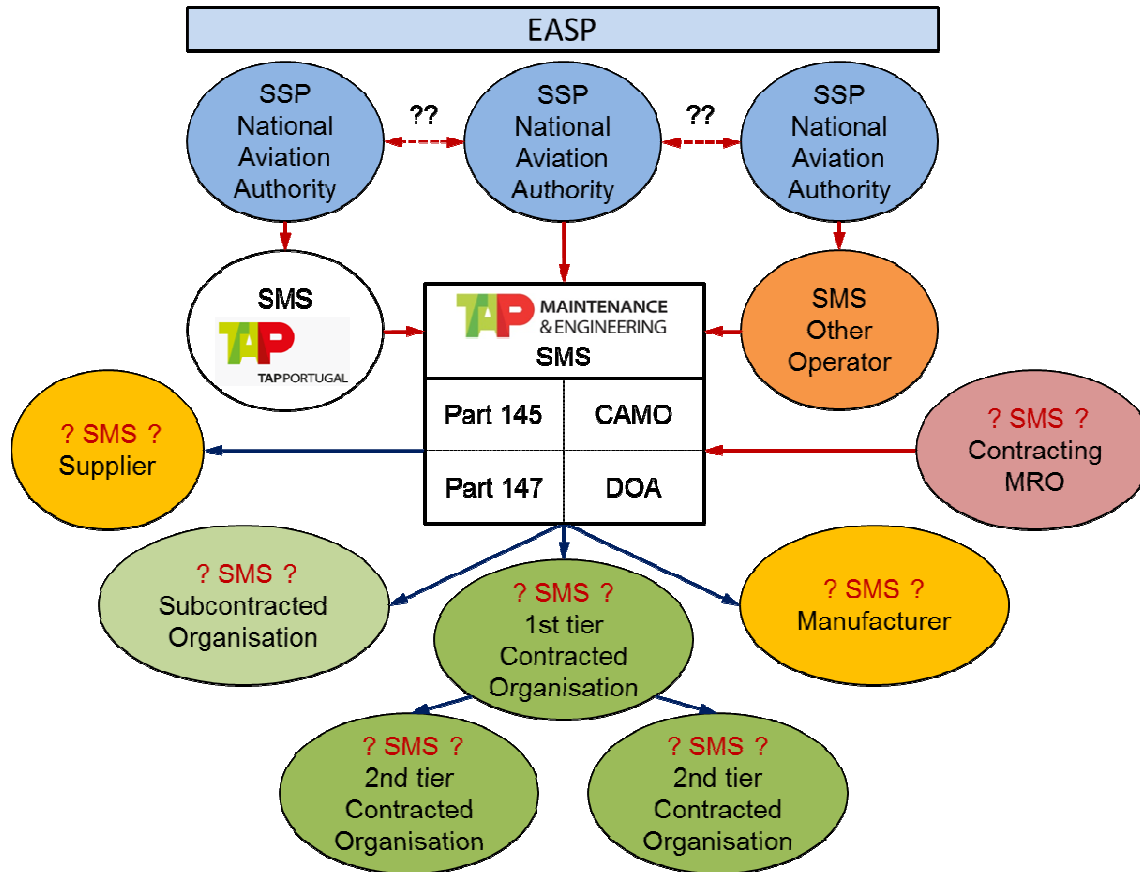 EASP
SSP
National
Aviation
Authority
??
SSP
National
Aviation
Authority
??
SSP
National
Aviation
Authority
SMS
TAP
TAPPORTUGAL
TAP MAINTENANCE
& ENGINEERING
SMS
SMS
Other
Operator
? SMS ?
Supplier
Part 145
CAMO
Part 147
DOA
? SMS ?
Contracting
MRO
? SMS ?
Subcontracted
Organisation
? SMS ?
1st tier
Contracted
Organisation
? SMS ?
Manufacturer
? SMS ?
2nd tier
Contracted
Organisation
? SMS ?
2nd tier
Contracted
Organisation